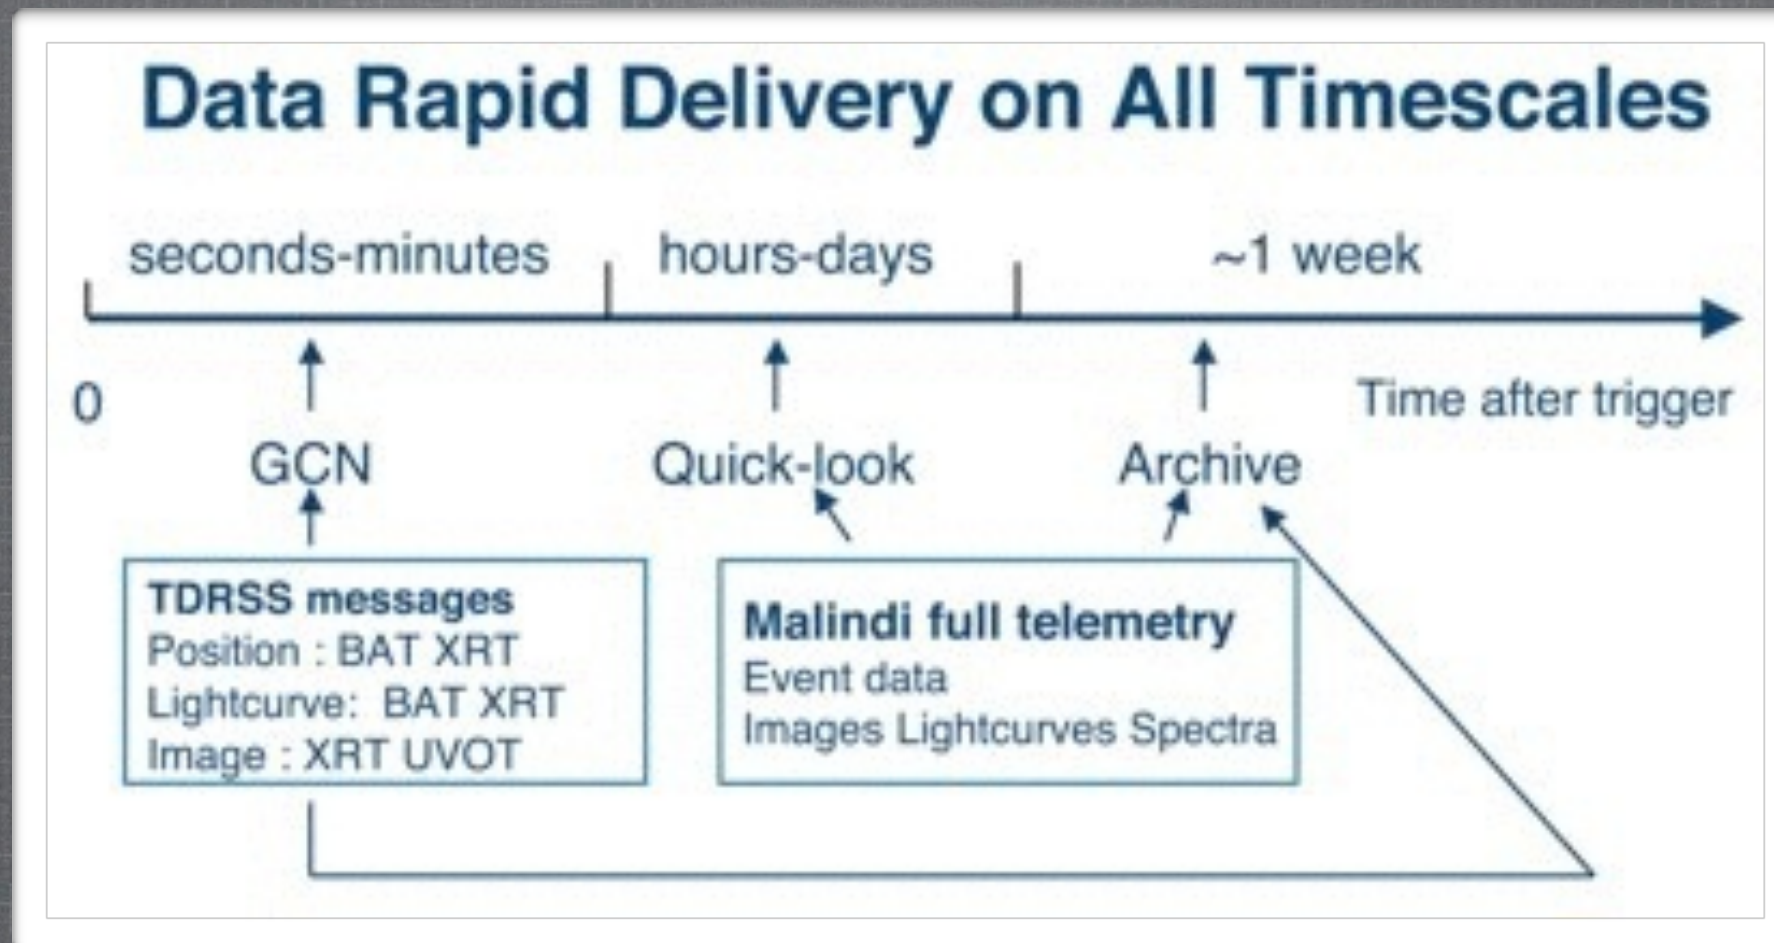 Data Rapid Delivery on All Timescales
seconds-minutes
hours-days
~1 week
0
Time after trigger
GCN
Quick-look
Archive
TDRSS messages
Position : BAT XRT
Lightcurve: BAT XRT
Image : XRT UVOT
Malindi full telemetry
Event data
Images Lightcurves Spectra